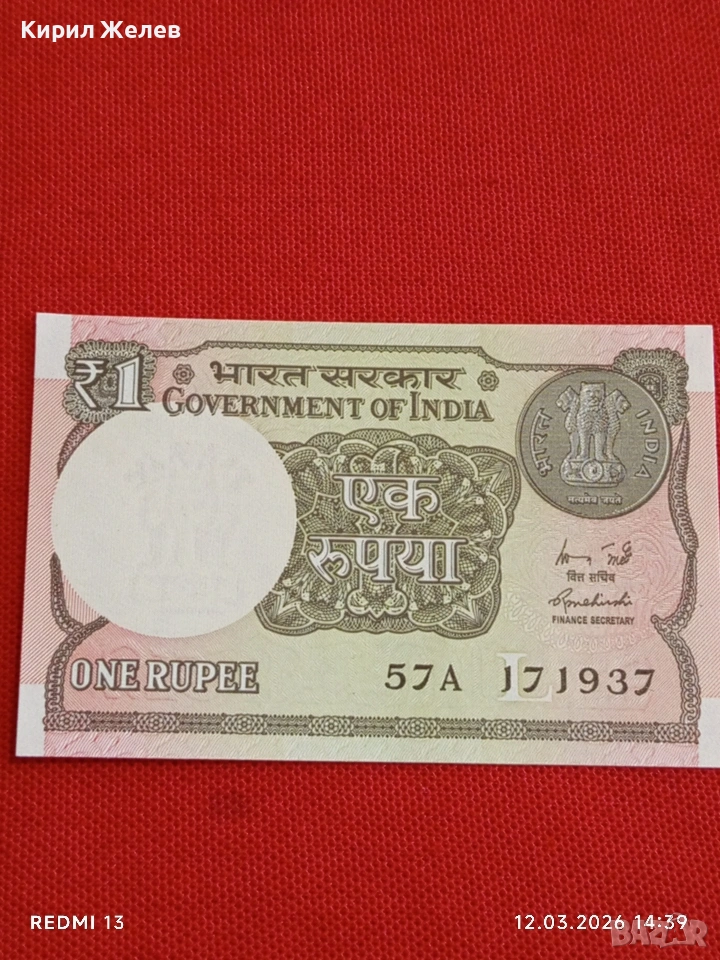 Кирил Желев
₹1
भारत सरकार
GOVERNMENT OF INDIA
भारत INDIA
सत्यमेव जयते
एक
रुपया
वित्त सचिव
FINANCE SECRETARY
ONE RUPEE
57A 171937
L
REDMI 13
12.03.2026 14:39
BAZAR